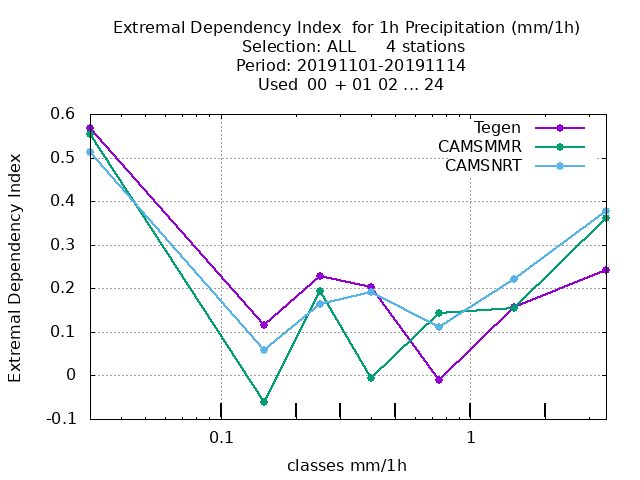 Extremal Dependency Index  for 1h Precipitation (mm/1h)
Selection: ALL      4 stations
Period: 20191101-20191114
Used  00  + 01 02 ... 24
Tegen
CAMSMMR
CAMSNRT
Extremal Dependency Index
0.6
0.5
0.4
0.3
0.2
0.1
0
-0.1
0.1
1
classes mm/1h